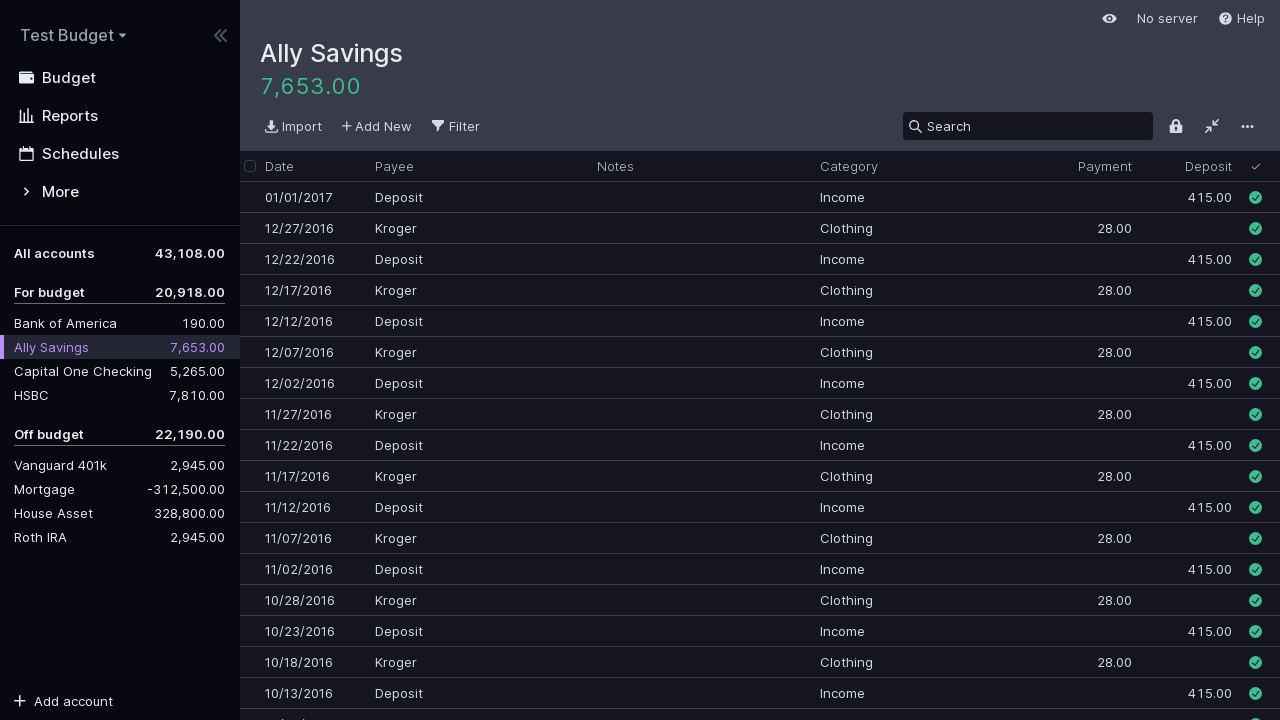 Test Budget
Budget
Reports
Schedules
More
All accounts 43,108.00
For budget 20,918.00
Bank of America 190.00
Ally Savings 7,653.00
Capital One Checking 5,265.00
HSBC 7,810.00
Off budget 22,190.00
Vanguard 401k 2,945.00
Mortgage -312,500.00
House Asset 328,800.00
Roth IRA 2,945.00
Add account
No server Help
Ally Savings
7,653.00
Import Add New Filter Search
Date Payee Notes Category Payment Deposit
01/01/2017 Deposit Income 415.00
12/27/2016 Kroger Clothing 28.00
12/22/2016 Deposit Income 415.00
12/17/2016 Kroger Clothing 28.00
12/12/2016 Deposit Income 415.00
12/07/2016 Kroger Clothing 28.00
12/02/2016 Deposit Income 415.00
11/27/2016 Kroger Clothing 28.00
11/22/2016 Deposit Income 415.00
11/17/2016 Kroger Clothing 28.00
11/12/2016 Deposit Income 415.00
11/07/2016 Kroger Clothing 28.00
11/02/2016 Deposit Income 415.00
10/28/2016 Kroger Clothing 28.00
10/23/2016 Deposit Income 415.00
10/18/2016 Kroger Clothing 28.00
10/13/2016 Deposit Income 415.00